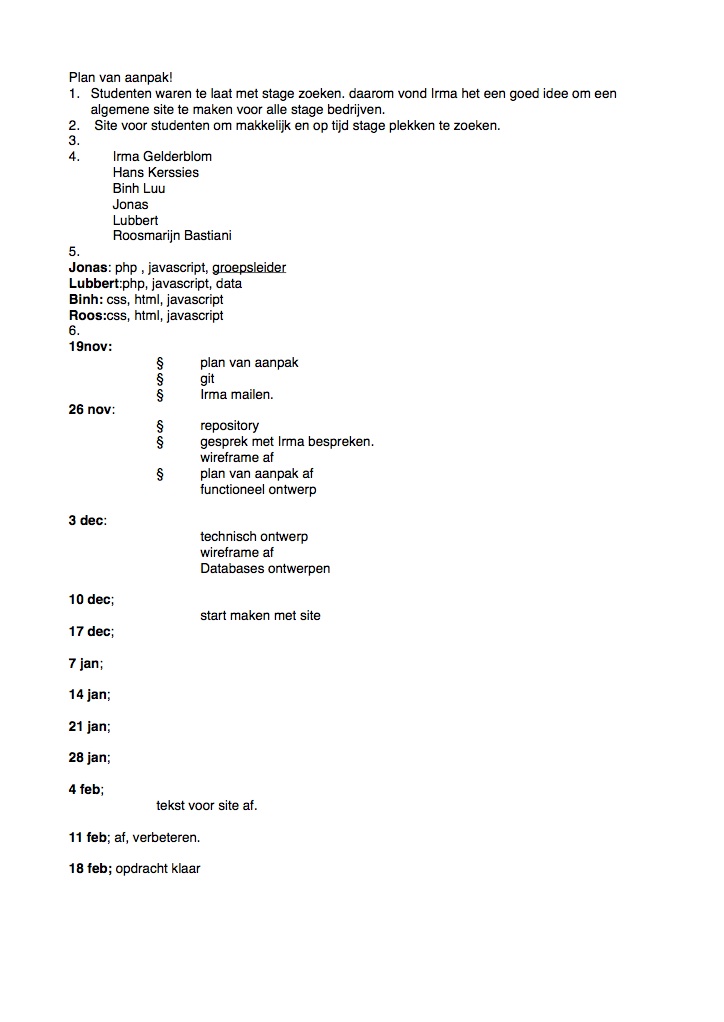 Plan van aanpak!
1. Studenten waren te laat met stage zoeken. daarom vond Irma het een goed idee om een
algemene site te maken voor alle stage bedrijven.
2. Site voor studenten om makkelijk en op tijd stage plekken te zoeken.
3.
4. Irma Gelderblom
Hans Kerssies
Binh Luu
Jonas
Lubbert
Roosmarijn Bastiani
5.
Jonas: php , javascript, groepsleider
Lubbert:php, javascript, data
Binh: css, html, javascript
Roos:css, html, javascript
6.
19nov:
§ plan van aanpak
§ git
§ Irma mailen.
26 nov:
§ repository
§ gesprek met Irma bespreken.
wireframe af
§ plan van aanpak af
functioneel ontwerp
3 dec:
technisch ontwerp
wireframe af
Databases ontwerpen
10 dec;
start maken met site
17 dec;
7 jan;
14 jan;
21 jan;
28 jan;
4 feb;
tekst voor site af.
11 feb; af, verbeteren.
18 feb; opdracht klaar